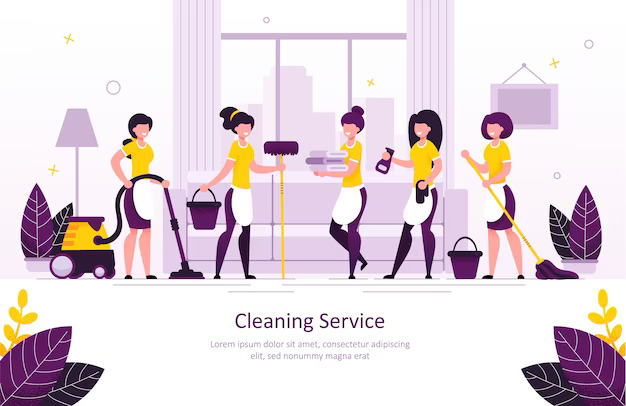 Cleaning Service
Lorem ipsum dolor sit amet, consectetur adipiscing
elit, sed nonummy magna erat